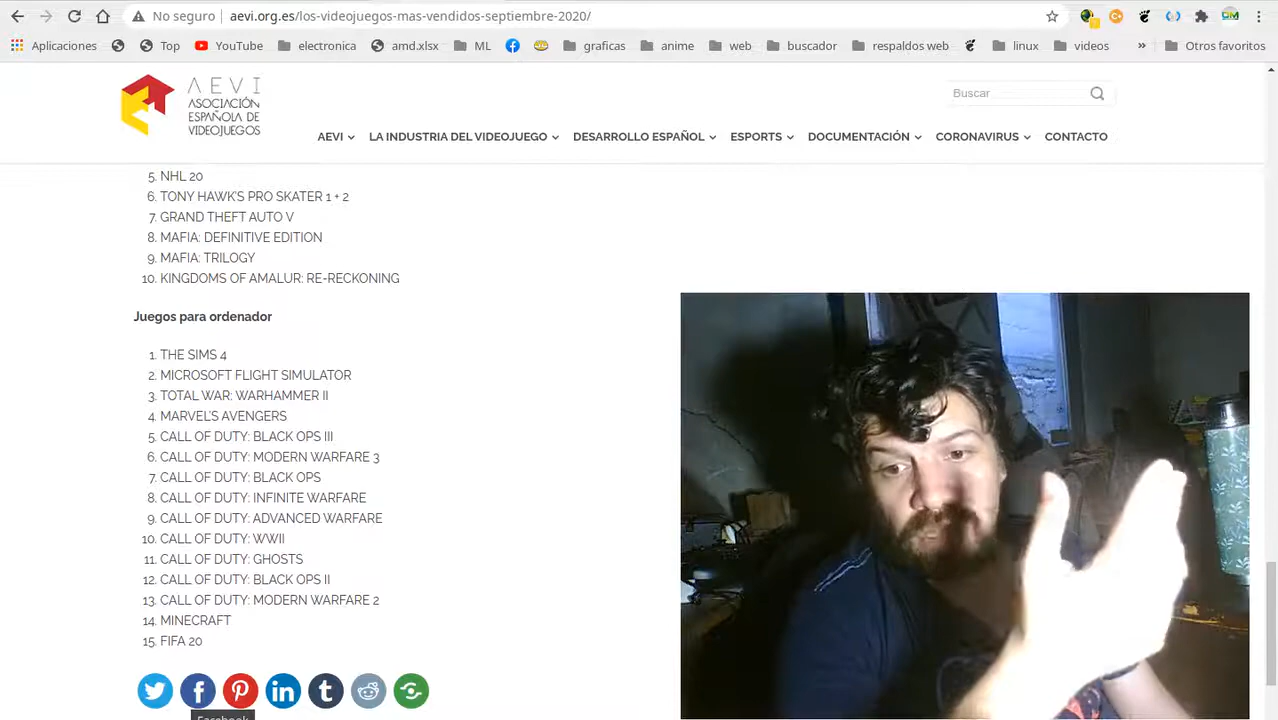 No seguro
aevi.org.es/los-videojuegos-mas-vendidos-septiembre-2020/
Aplicaciones
Top
YouTube
electronica
amd.xlsx
ML
graficas
anime
web
buscador
respaldos web
linux
videos
»
Otros favoritos
AEVI
ASOCIACIÓN
ESPAÑOLA DE
VIDEOJUEGOS
Buscar
AEVI
LA INDUSTRIA DEL VIDEOJUEGO
DESARROLLO ESPAÑOL
ESPORTS
DOCUMENTACIÓN
CORONAVIRUS
CONTACTO
5. NHL 20
6. TONY HAWK'S PRO SKATER 1 + 2
7. GRAND THEFT AUTO V
8. MAFIA: DEFINITIVE EDITION
9. MAFIA: TRILOGY
10. KINGDOMS OF AMALUR: RE-RECKONING
Juegos para ordenador
1. THE SIMS 4
2. MICROSOFT FLIGHT SIMULATOR
3. TOTAL WAR: WARHAMMER II
4. MARVEL'S AVENGERS
5. CALL OF DUTY: BLACK OPS III
6. CALL OF DUTY: MODERN WARFARE 3
7. CALL OF DUTY: BLACK OPS
8. CALL OF DUTY: INFINITE WARFARE
9. CALL OF DUTY: ADVANCED WARFARE
10. CALL OF DUTY: WWII
11. CALL OF DUTY: GHOSTS
12. CALL OF DUTY: BLACK OPS II
13. CALL OF DUTY: MODERN WARFARE 2
14. MINECRAFT
15. FIFA 20
Facebook